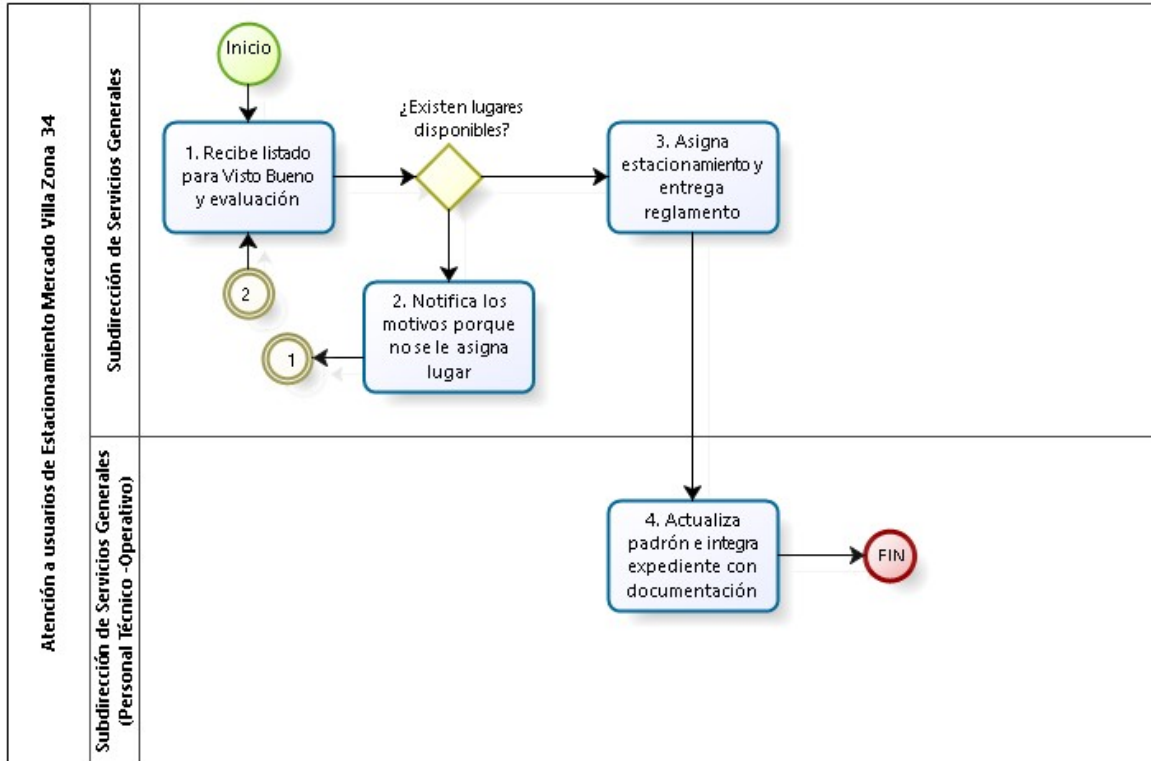 Atención a usuarios de Estacionamiento Mercado Villa Zona 34
Subdirección de Servicios Generales
Inicio
¿Existen lugares
disponibles?
1. Recibe listado
para Visto Bueno
y evaluación
3. Asigna
estacionamiento y
entrega
reglamento
2
2. Notifica los
motivos porque
no se le asigna
lugar
1
Subdirección de Servicios Generales
(Personal Técnico -Operativo)
4. Actualiza
padrón e integra
expediente con
documentación
FIN